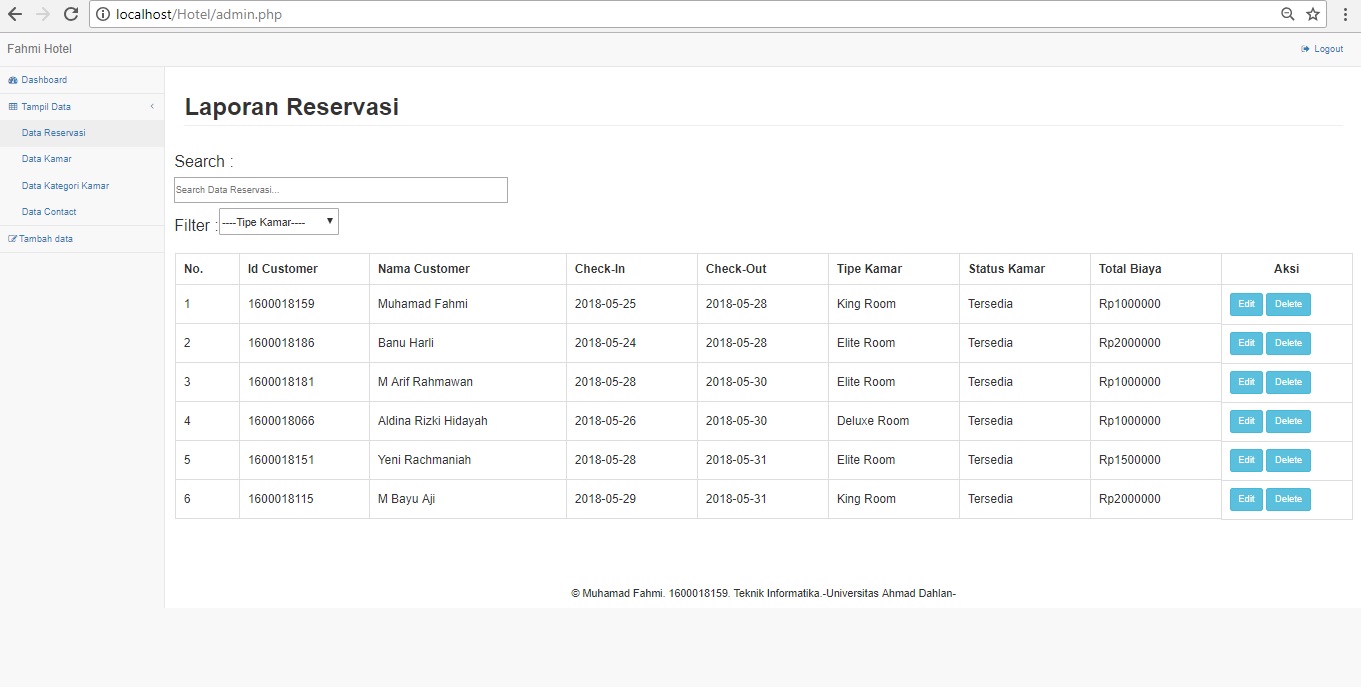 localhost/Hotel/admin.php
Fahmi Hotel
Logout
Dashboard
Tampil Data
Data Reservasi
Data Kamar
Data Kategori Kamar
Data Contact
Tambah data
Laporan Reservasi
Search :
Search Data Reservasi...
Filter : ----Tipe Kamar----
No. Id Customer Nama Customer Check-In Check-Out Tipe Kamar Status Kamar Total Biaya Aksi
1 1600018159 Muhamad Fahmi 2018-05-25 2018-05-28 King Room Tersedia Rp1000000 Edit Delete
2 1600018186 Banu Harli 2018-05-24 2018-05-28 Elite Room Tersedia Rp2000000 Edit Delete
3 1600018181 M Arif Rahmawan 2018-05-28 2018-05-30 Elite Room Tersedia Rp1000000 Edit Delete
4 1600018066 Aldina Rizki Hidayah 2018-05-26 2018-05-30 Deluxe Room Tersedia Rp1000000 Edit Delete
5 1600018151 Yeni Rachmaniah 2018-05-28 2018-05-31 Elite Room Tersedia Rp1500000 Edit Delete
6 1600018115 M Bayu Aji 2018-05-29 2018-05-31 King Room Tersedia Rp2000000 Edit Delete
© Muhamad Fahmi. 1600018159. Teknik Informatika.-Universitas Ahmad Dahlan-